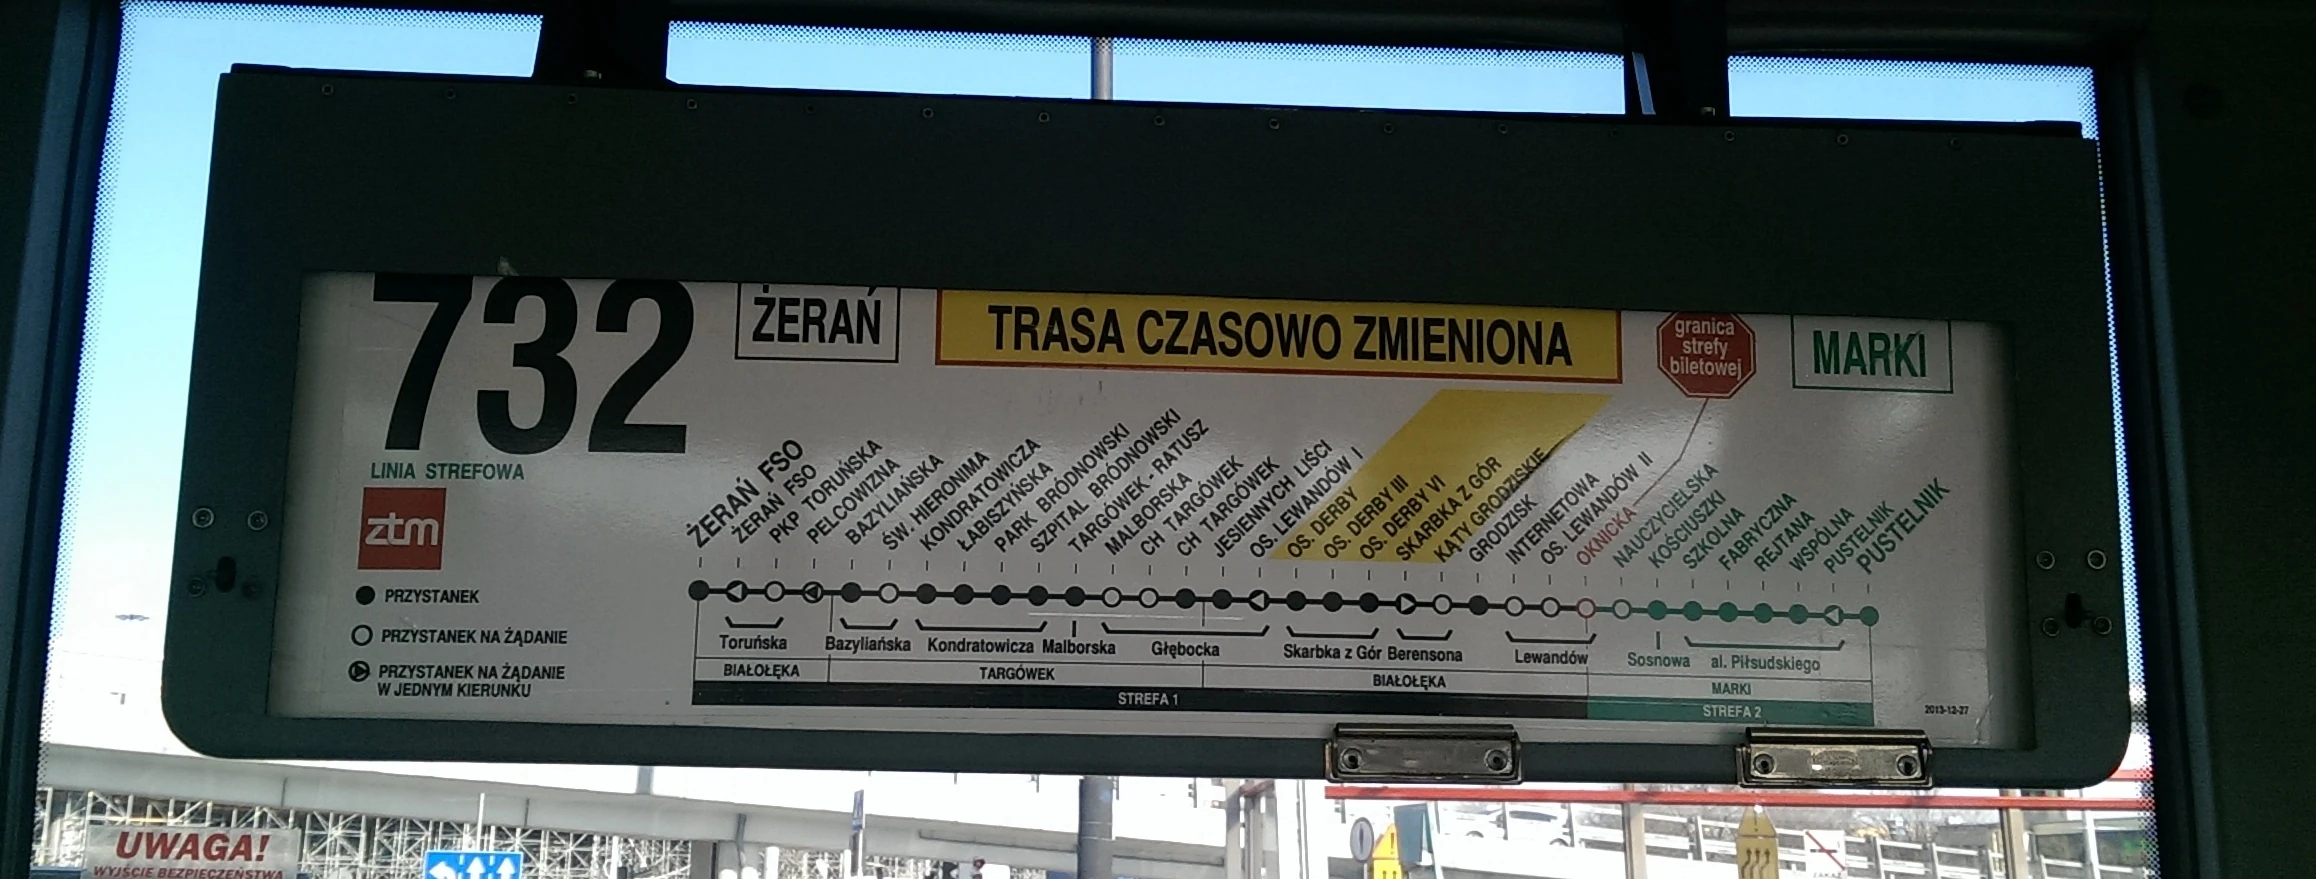 732
ŻERAŃ
TRASA CZASOWO ZMIENIONA
granica
strefy
biletowej
MARKI
LINIA STREFOWA
ztm
PRZYSTANEK
PRZYSTANEK NA ŻĄDANIE
PRZYSTANEK NA ŻĄDANIE
W JEDNYM KIERUNKU
ŻERAŃ FSO
ŻERAŃ FSO
PKP TORUŃSKA
PELCOWIZNA
BAZYLIAŃSKA
ŚW. HIERONIMA
KONDRATOWICZA
ŁABISZYŃSKA
PARK BRÓDNOWSKI
SZPITAL BRÓDNOWSKI
TARGÓWEK-RATUSZ
MALBORSKA
CH TARGÓWEK
CH TARGÓWEK
JESIENNYCH LIŚCI
OS. LEWANDÓW I
OS. DERBY
OS. DERBY III
OS. DERBY VI
SKARBKA Z GÓR
KĄTY GRODZISKIE
GRODZISK
INTERNETOWA
OS. LEWANDÓW II
OKNICKA
NAUCZYCIELSKA
KOŚCIUSZKI
SZKOLNA
FABRYCZNA
REJTANA
WSPÓLNA
PUSTELNIK
PUSTELNIK
Toruńska
Bazyliańska
Kondratowicza
Malborska
Głębocka
Skarbka z Gór
Berensona
Lewandów
Sosnowa
al. Piłsudskiego
BIAŁOŁĘKA
TARGÓWEK
BIAŁOŁĘKA
MARKI
STREFA 1
STREFA 2
2013-12-27
UWAGA!
WYJŚCIE BEZPIECZEŃSTWA